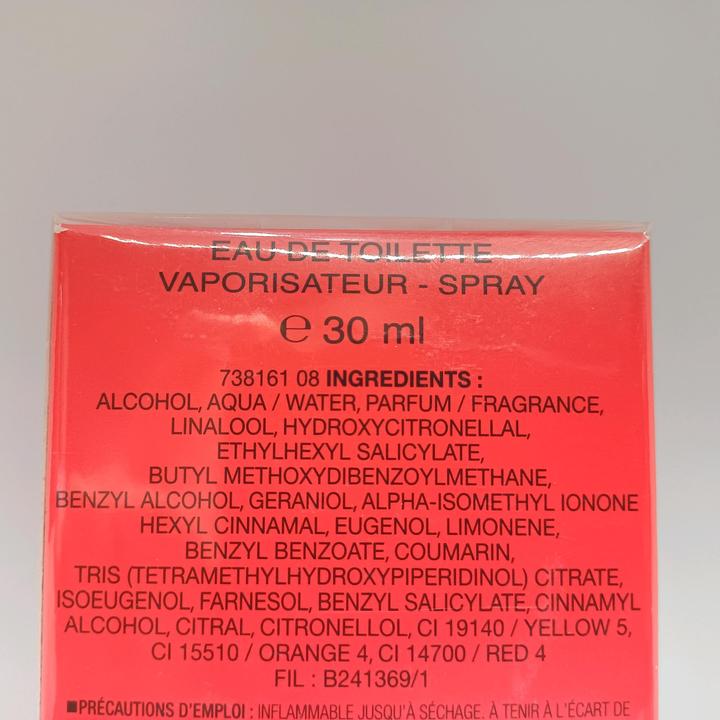 EAU DE TOILETTE
VAPORISATEUR - SPRAY
℮ 30 ml
738161 08 INGREDIENTS :
ALCOHOL, AQUA / WATER, PARFUM / FRAGRANCE,
LINALOOL, HYDROXYCITRONELLAL,
ETHYLHEXYL SALICYLATE,
BUTYL METHOXYDIBENZOYLMETHANE,
BENZYL ALCOHOL, GERANIOL, ALPHA-ISOMETHYL IONONE
HEXYL CINNAMAL, EUGENOL, LIMONENE,
BENZYL BENZOATE, COUMARIN,
TRIS (TETRAMETHYLHYDROXYPIPERIDINOL) CITRATE,
ISOEUGENOL, FARNESOL, BENZYL SALICYLATE, CINNAMYL
ALCOHOL, CITRAL, CITRONELLOL, CI 19140 / YELLOW 5,
CI 15510 / ORANGE 4, CI 14700 / RED 4
FIL : B241369/1
■PRÉCAUTIONS D'EMPLOI : INFLAMMABLE JUSQU'À SÉCHAGE. À TENIR À L'ÉCART DE